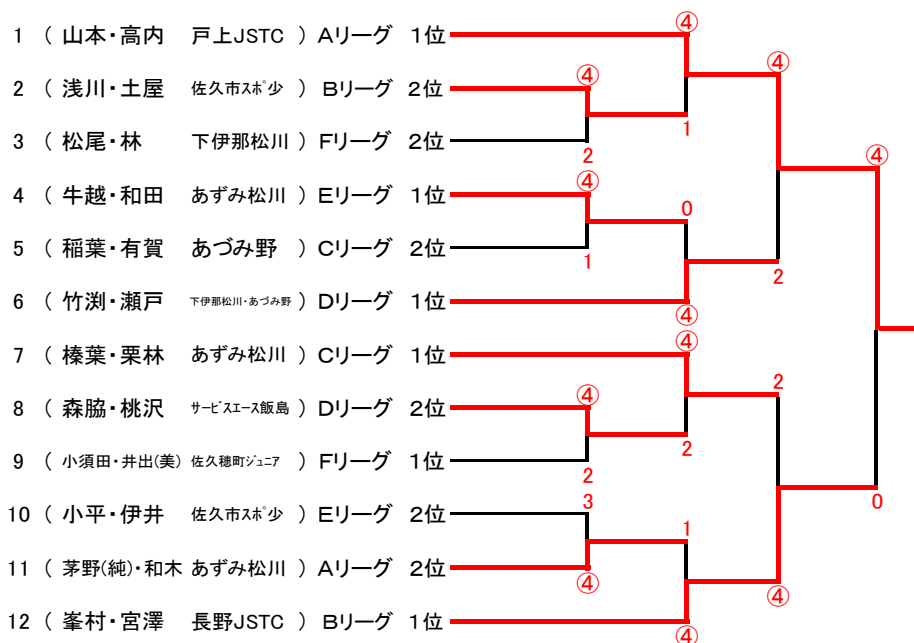 1 ( 山本・高内 戸上JSTC ) Aリーグ 1位
2 ( 浅川・土屋 佐久市スポ少 ) Bリーグ 2位
3 ( 松尾・林 下伊那松川 ) Fリーグ 2位
4 ( 牛越・和田 あずみ松川 ) Eリーグ 1位
5 ( 稲葉・有賀 あづみ野 ) Cリーグ 2位
6 ( 竹渕・瀬戸 下伊那松川・あづみ野 ) Dリーグ 1位
7 ( 榛葉・栗林 あずみ松川 ) Cリーグ 1位
8 ( 森脇・桃沢 サービスエース飯島 ) Dリーグ 2位
9 ( 小須田・井出(美) 佐久穂町ジュニア ) Fリーグ 1位
10 ( 小平・伊井 佐久市スポ少 ) Eリーグ 2位
11 ( 茅野(純)・和木 あずみ松川 ) Aリーグ 2位
12 ( 峯村・宮澤 長野JSTC ) Bリーグ 1位
④
2
④
1
④
2
3
④
④
1
0
④
④
2
1
④
④
2
2
④
④
0